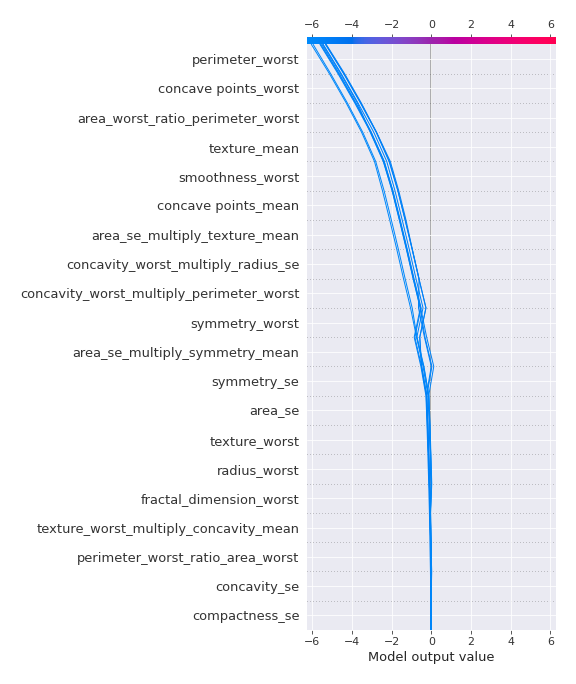 −6 −4 −2 0 2 4 6
perimeter_worst
concave points_worst
area_worst_ratio_perimeter_worst
texture_mean
smoothness_worst
concave points_mean
area_se_multiply_texture_mean
concavity_worst_multiply_radius_se
concavity_worst_multiply_perimeter_worst
symmetry_worst
area_se_multiply_symmetry_mean
symmetry_se
area_se
texture_worst
radius_worst
fractal_dimension_worst
texture_worst_multiply_concavity_mean
perimeter_worst_ratio_area_worst
concavity_se
compactness_se
−6 −4 −2 0 2 4 6
Model output value